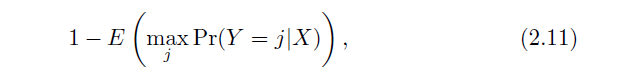 1 − E ( max_j Pr(Y = j|X) ) , (2.11)